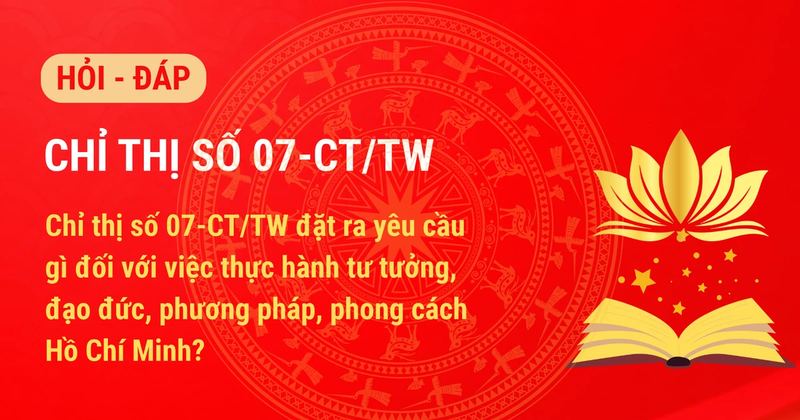 HỎI - ĐÁP
CHỈ THỊ SỐ 07-CT/TW
Chỉ thị số 07-CT/TW đặt ra yêu cầu
gì đối với việc thực hành tư tưởng,
đạo đức, phương pháp, phong cách
Hồ Chí Minh?